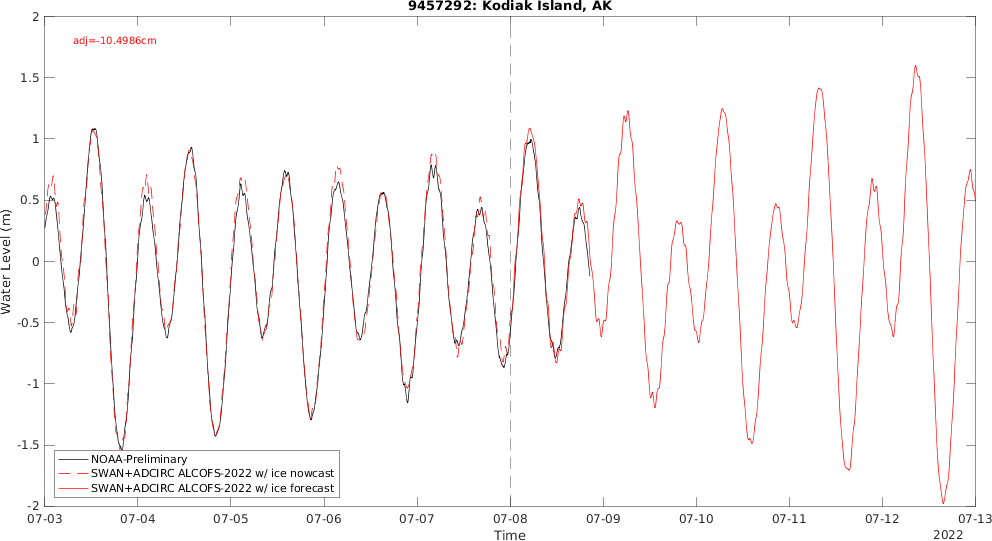 9457292: Kodiak Island, AK
adj=-10.4986cm
Water Level (m)
2
1.5
1
0.5
0
-0.5
-1
-1.5
-2
NOAA-Preliminary
SWAN+ADCIRC ALCOFS-2022 w/ ice nowcast
SWAN+ADCIRC ALCOFS-2022 w/ ice forecast
07-03 07-04 07-05 07-06 07-07 07-08 07-09 07-10 07-11 07-12 07-13
Time
2022